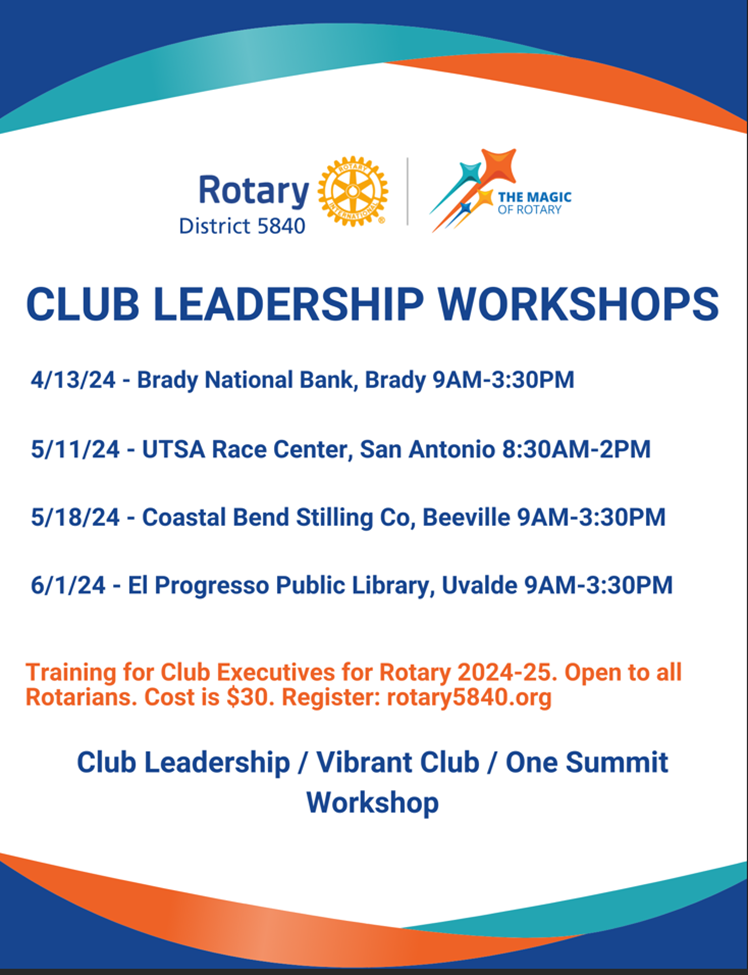 Rotary
District 5840
ROTARY
INTERNATIONAL
®
THE MAGIC
OF ROTARY
CLUB LEADERSHIP WORKSHOPS
4/13/24 - Brady National Bank, Brady 9AM-3:30PM
5/11/24 - UTSA Race Center, San Antonio 8:30AM-2PM
5/18/24 - Coastal Bend Stilling Co, Beeville 9AM-3:30PM
6/1/24 - El Progresso Public Library, Uvalde 9AM-3:30PM
Training for Club Executives for Rotary 2024-25. Open to all
Rotarians. Cost is $30. Register: rotary5840.org
Club Leadership / Vibrant Club / One Summit
Workshop